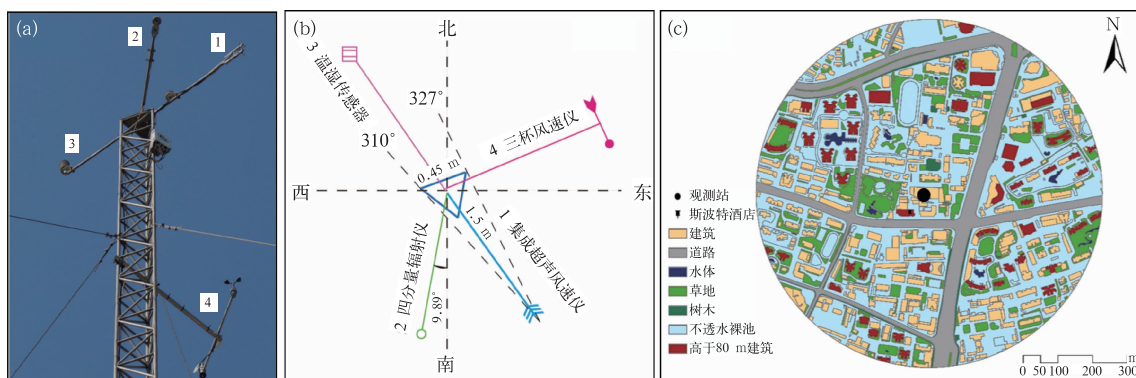 (a)
2
1
3
4
(b)
北
3 温湿传感器
327°
310°
4 三杯风速仪
0.45 m
西
东
1.5 m
1 集成超声风速仪
2 四分量辐射仪
9.89°
南
(c)
N
观测站
斯波特酒店
建筑
道路
水体
草地
树木
不透水裸池
高于80 m建筑
m
0 50 100 200 300